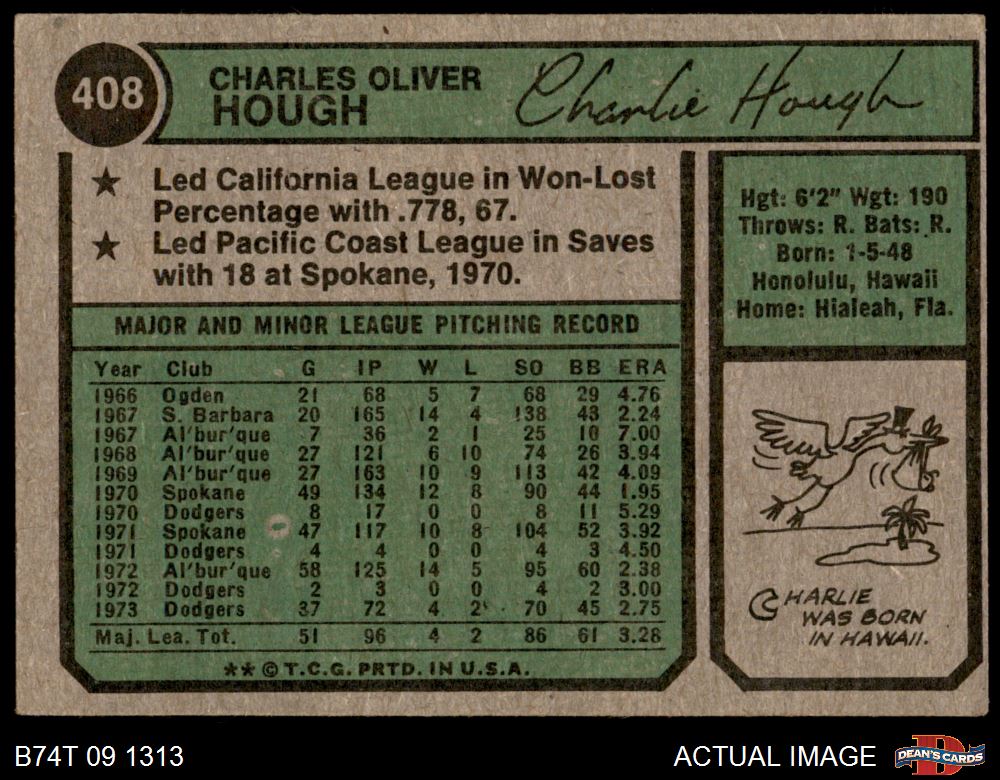 408
CHARLES OLIVER
HOUGH
Charlie Hough
★ Led California League in Won-Lost
Percentage with .778, 67.
★ Led Pacific Coast League in Saves
with 18 at Spokane, 1970.
Hgt: 6'2" Wgt: 190
Throws: R. Bats: R.
Born: 1-5-48
Honolulu, Hawaii
Home: Hialeah, Fla.
MAJOR AND MINOR LEAGUE PITCHING RECORD
Year Club G IP W L SO BB ERA
1966 Ogden 21 68 5 7 68 29 4.76
1967 S. Barbara 20 165 14 4 138 43 2.24
1967 Al'bur'que 7 36 2 1 25 10 7.00
1968 Al'bur'que 27 121 6 10 74 26 3.94
1969 Al'bur'que 27 163 10 9 113 42 4.09
1970 Spokane 49 134 12 8 90 44 1.95
1970 Dodgers 8 17 0 0 8 11 5.29
1971 Spokane 47 117 10 8 104 52 3.92
1971 Dodgers 4 4 0 0 4 3 4.50
1972 Al'bur'que 58 125 14 5 95 60 2.38
1972 Dodgers 2 3 0 0 4 2 3.00
1973 Dodgers 37 72 4 2 70 45 2.75
Maj. Lea. Tot. 51 96 4 2 86 61 3.28
**© T.C.G. PRTD. IN U.S.A.
CHARLIE
WAS BORN
IN HAWAII.
B74T 09 1313
ACTUAL IMAGE
D
DEAN'S CARDS